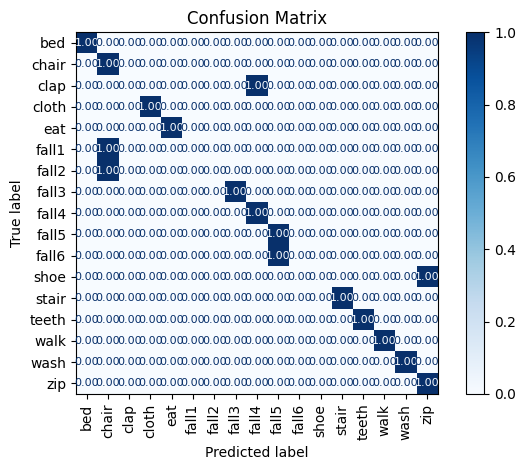 Confusion Matrix
bed 1.00 0.00 0.00 0.00 0.00 0.00 0.00 0.00 0.00 0.00 0.00 0.00 0.00 0.00 0.00 0.00 0.00
chair 0.00 1.00 0.00 0.00 0.00 0.00 0.00 0.00 0.00 0.00 0.00 0.00 0.00 0.00 0.00 0.00 0.00
clap 0.00 0.00 0.00 0.00 0.00 0.00 0.00 0.00 1.00 0.00 0.00 0.00 0.00 0.00 0.00 0.00 0.00
cloth 0.00 0.00 0.00 1.00 0.00 0.00 0.00 0.00 0.00 0.00 0.00 0.00 0.00 0.00 0.00 0.00 0.00
eat 0.00 0.00 0.00 0.00 1.00 0.00 0.00 0.00 0.00 0.00 0.00 0.00 0.00 0.00 0.00 0.00 0.00
fall1 0.00 1.00 0.00 0.00 0.00 0.00 0.00 0.00 0.00 0.00 0.00 0.00 0.00 0.00 0.00 0.00 0.00
fall2 0.00 1.00 0.00 0.00 0.00 0.00 0.00 0.00 0.00 0.00 0.00 0.00 0.00 0.00 0.00 0.00 0.00
fall3 0.00 0.00 0.00 0.00 0.00 0.00 0.00 1.00 0.00 0.00 0.00 0.00 0.00 0.00 0.00 0.00 0.00
fall4 0.00 0.00 0.00 0.00 0.00 0.00 0.00 0.00 1.00 0.00 0.00 0.00 0.00 0.00 0.00 0.00 0.00
fall5 0.00 0.00 0.00 0.00 0.00 0.00 0.00 0.00 0.00 1.00 0.00 0.00 0.00 0.00 0.00 0.00 0.00
fall6 0.00 0.00 0.00 0.00 0.00 0.00 0.00 0.00 0.00 1.00 0.00 0.00 0.00 0.00 0.00 0.00 0.00
shoe 0.00 0.00 0.00 0.00 0.00 0.00 0.00 0.00 0.00 0.00 0.00 0.00 0.00 0.00 0.00 0.00 1.00
stair 0.00 0.00 0.00 0.00 0.00 0.00 0.00 0.00 0.00 0.00 0.00 0.00 1.00 0.00 0.00 0.00 0.00
teeth 0.00 0.00 0.00 0.00 0.00 0.00 0.00 0.00 0.00 0.00 0.00 0.00 0.00 1.00 0.00 0.00 0.00
walk 0.00 0.00 0.00 0.00 0.00 0.00 0.00 0.00 0.00 0.00 0.00 0.00 0.00 0.00 1.00 0.00 0.00
wash 0.00 0.00 0.00 0.00 0.00 0.00 0.00 0.00 0.00 0.00 0.00 0.00 0.00 0.00 0.00 1.00 0.00
zip 0.00 0.00 0.00 0.00 0.00 0.00 0.00 0.00 0.00 0.00 0.00 0.00 0.00 0.00 0.00 0.00 1.00
True label
bed chair clap cloth eat fall1 fall2 fall3 fall4 fall5 fall6 shoe stair teeth walk wash zip
Predicted label
1.0
0.8
0.6
0.4
0.2
0.0